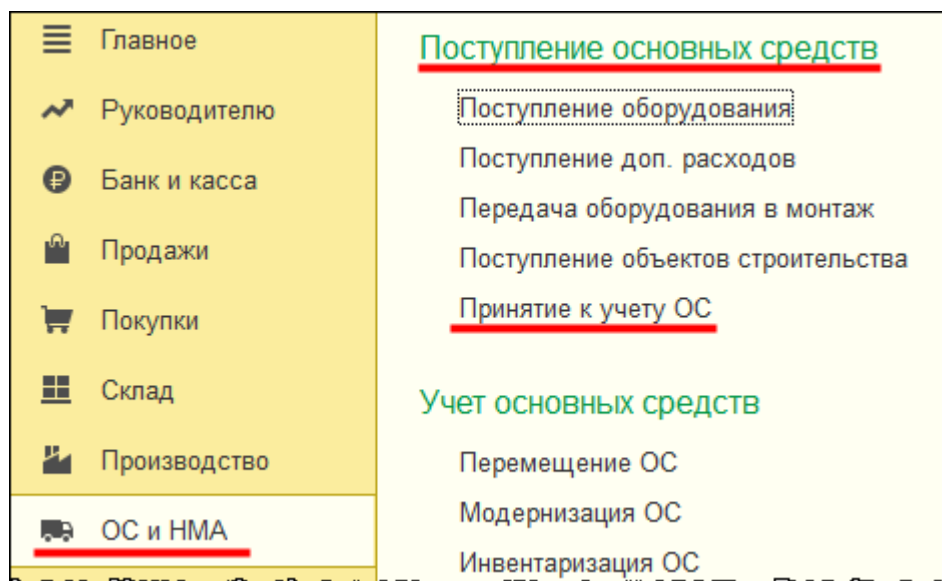 Главное
Руководителю
Банк и касса
Продажи
Покупки
Склад
Производство
ОС и НМА
Поступление основных средств
Поступление оборудования
Поступление доп. расходов
Передача оборудования в монтаж
Поступление объектов строительства
Принятие к учету ОС
Учет основных средств
Перемещение ОС
Модернизация ОС
Инвентаризация ОС